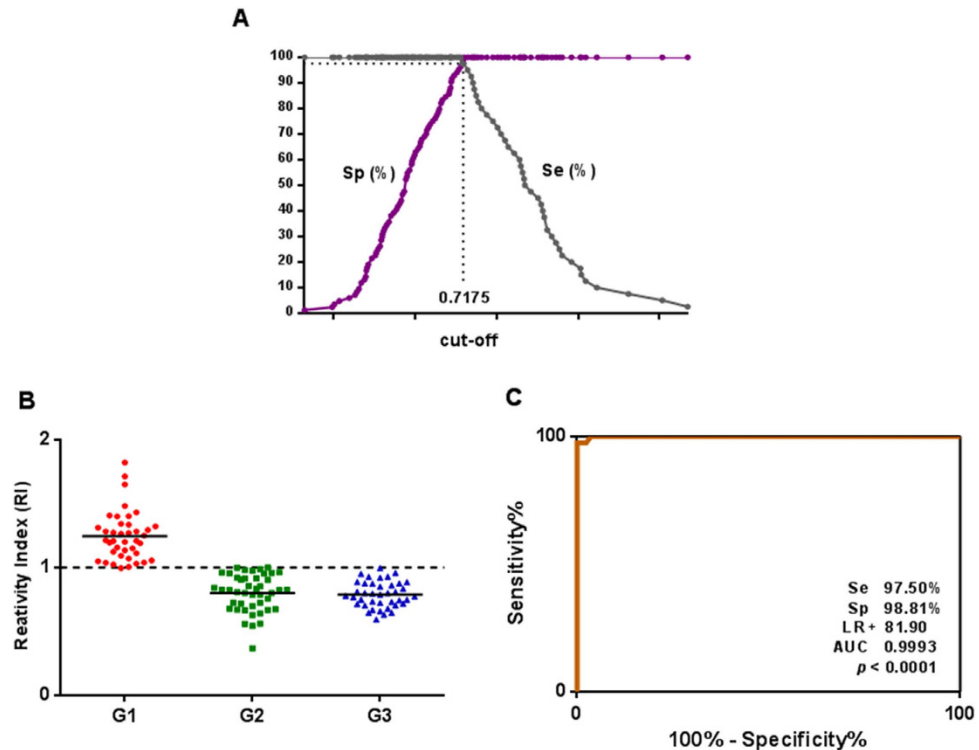 A
100
90
80
70
60
50
40
30
20
10
0
Sp (%)
Se (%)
0.7175
cut-off
B
Reativity Index (RI)
2
1
0
G1 G2 G3
C
Sensitivity%
100
0
Se 97.50%
Sp 98.81%
LR+ 81.90
AUC 0.9993
p < 0.0001
0 100
100% - Specificity%